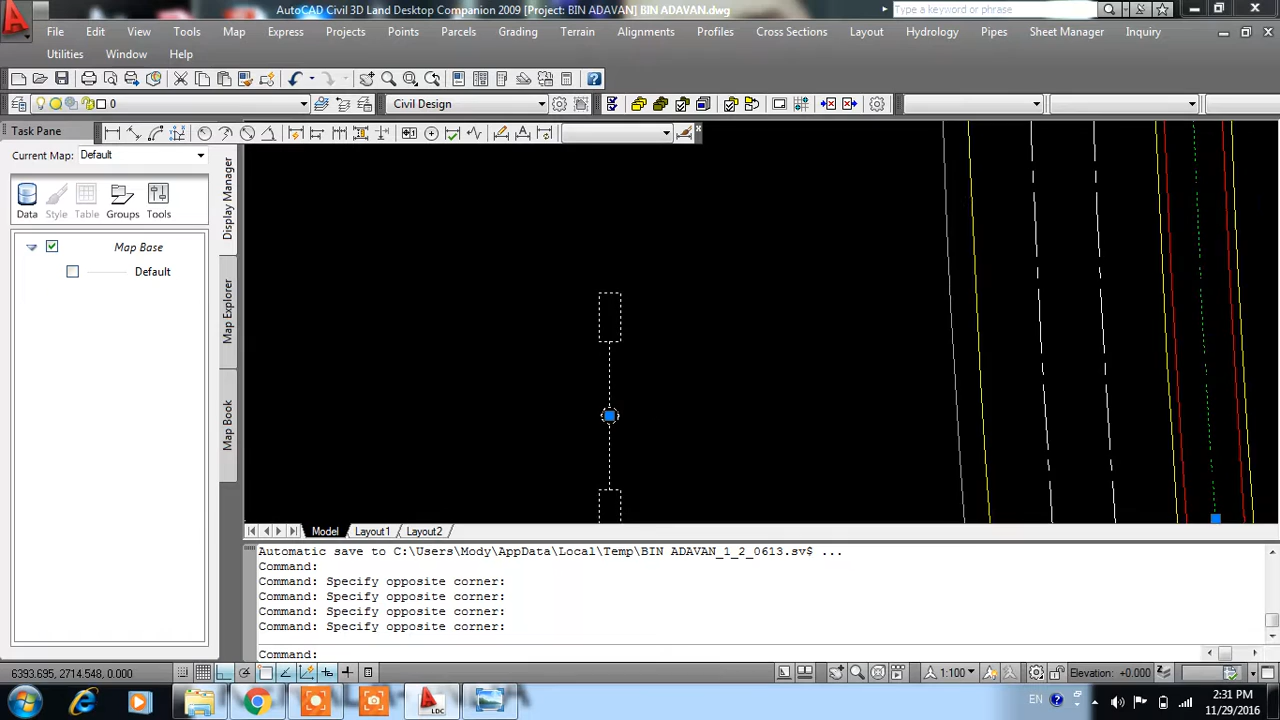 AutoCAD Civil 3D Land Desktop Companion 2009 [Project: BIN ADAVAN] BIN ADAVAN.dwg
Type a keyword or phrase
File Edit View Insert Tools Map Express Projects Points Parcels Grading Terrain Alignments Profiles Cross Sections Layout Hydrology Pipes Sheet Manager Inquiry
Utilities Window Help
0
Civil Design
Task Pane
Current Map: Default
Data Style Table Groups Tools
Map Base
Default
Display Manager
Map Explorer
Map Book
Model Layout1 Layout2
Automatic save to C:\Users\Mody\AppData\Local\Temp\BIN ADAVAN_1_2_0613.sv$ ...
Command:
Command: Specify opposite corner:
Command: Specify opposite corner:
Command: Specify opposite corner:
Command: Specify opposite corner:
Command:
6393.695, 2714.548, 0.000
1:100
Elevation: +0.000
LDC
EN
2:31 PM
11/29/2016